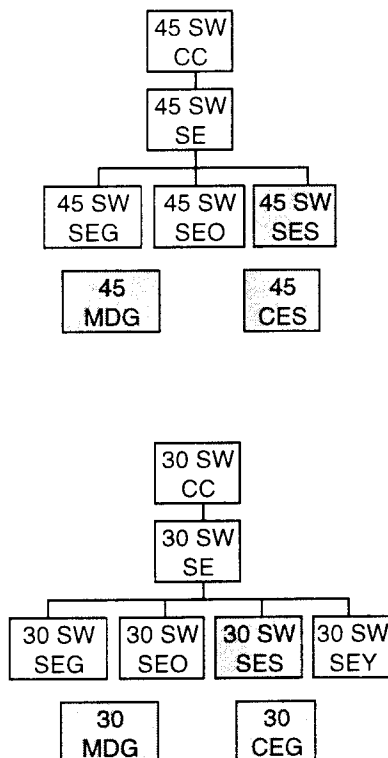 45 SW
CC
45 SW
SE
45 SW
SEG
45 SW
SEO
45 SW
SES
45
MDG
45
CES
30 SW
CC
30 SW
SE
30 SW
SEG
30 SW
SEO
30 SW
SES
30 SW
SEY
30
MDG
30
CEG